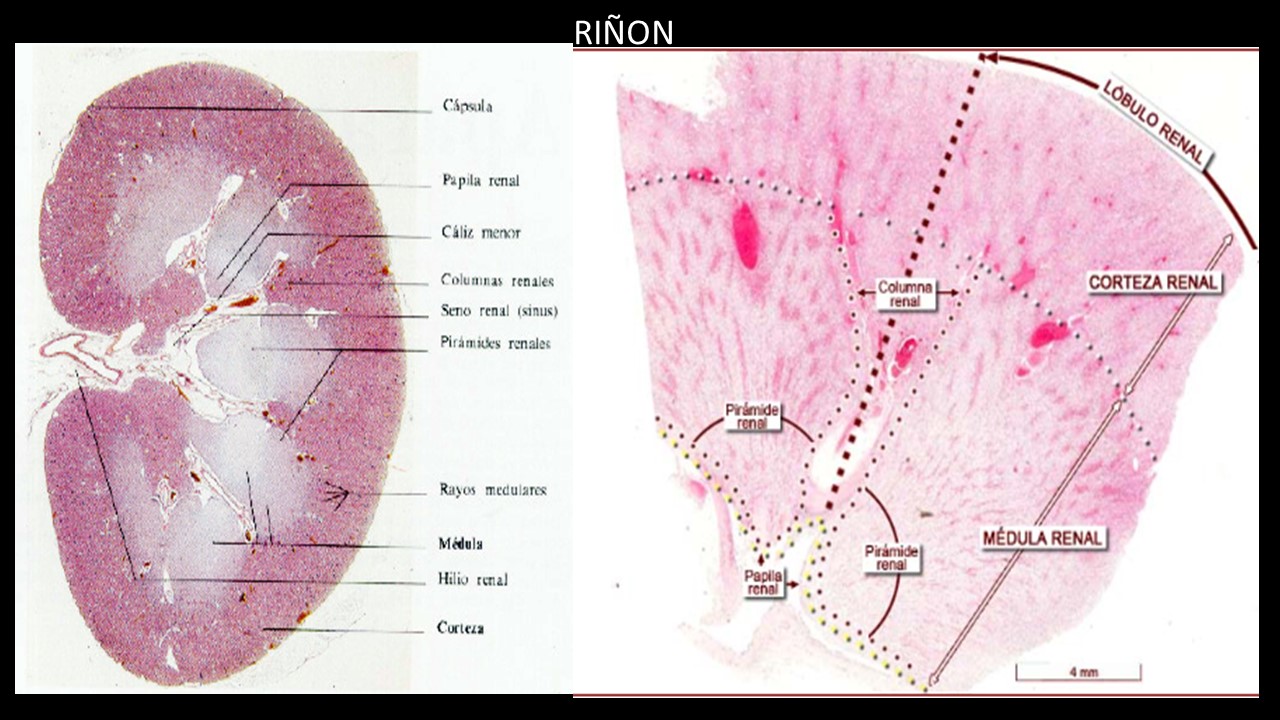 RIÑON
Cápsula
Papila renal
Cáliz menor
Columnas renales
Seno renal (sinus)
Pirámides renales
Rayos medulares
Médula
Hilio renal
Corteza
LÓBULO RENAL
CORTEZA RENAL
Columna
renal
Pirámide
renal
MÉDULA RENAL
Pirámide
renal
Papila
renal
4 mm